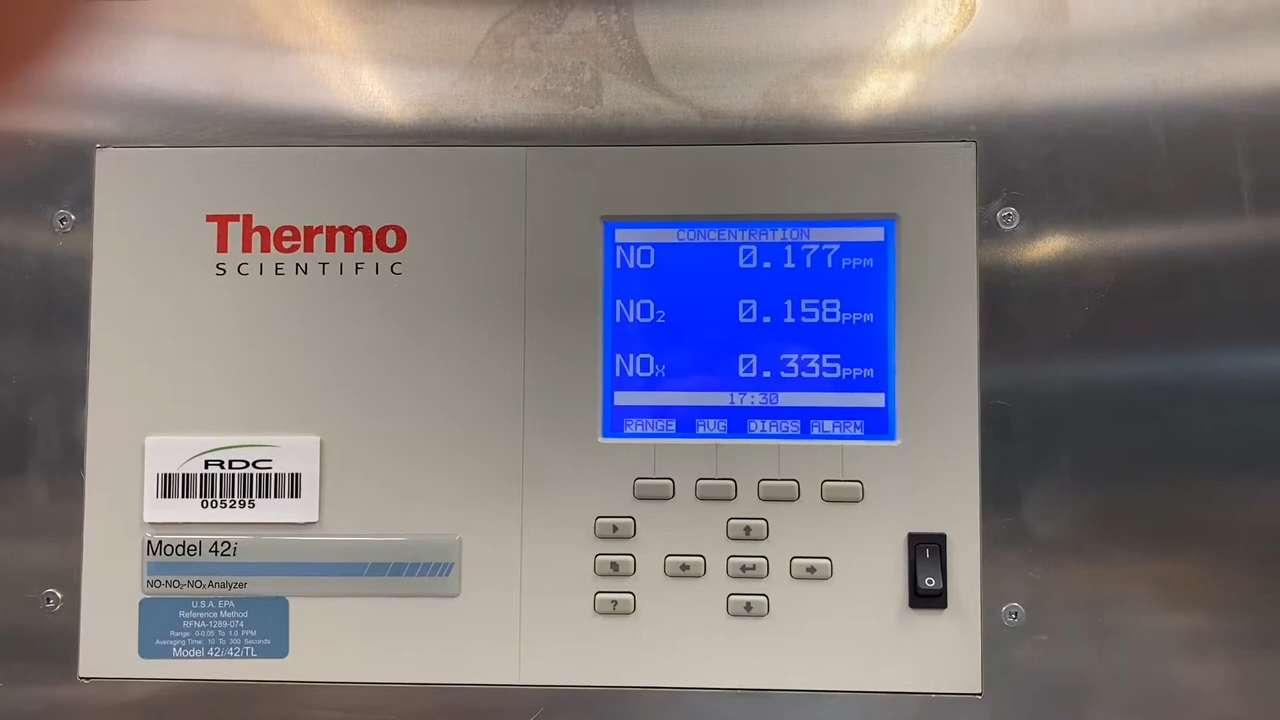 Thermo
SCIENTIFIC
CONCENTRATION
NO 0.177 PPM
NO₂ 0.158 PPM
NOx 0.335 PPM
17:30
RANGE AVG DIAGS ALARM
RDC
005295
Model 42i
NO-NO₂-NOx Analyzer
U.S.A. EPA
Reference Method
RFNA-1289-074
Range: 0-0.05 To 1.0 PPM
Averaging Time: 10 To 300 Seconds
Model 42i/42iTL
?
I
O